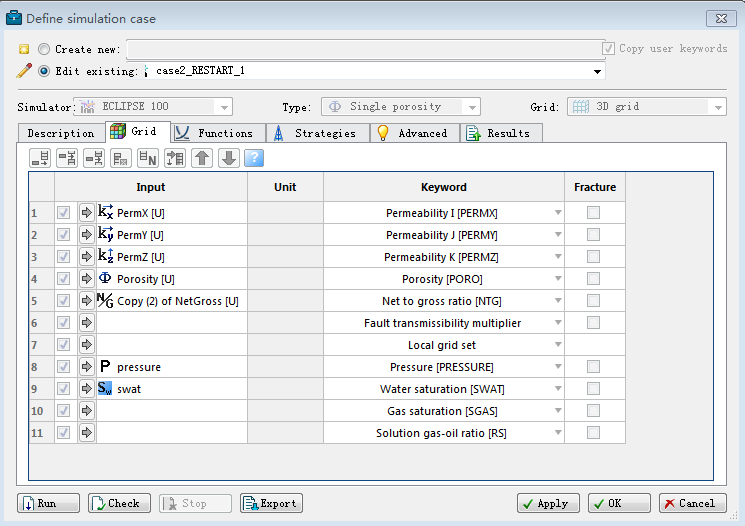 Define simulation case
Create new:
Copy user keywords
Edit existing: case2_RESTART_1
Simulator: ECLIPSE 100 Type: Φ Single porosity Grid: 3D grid
Description Grid Functions Strategies Advanced Results
Input Unit Keyword Fracture
1 kx PermX [U] Permeability I [PERMX]
2 ky PermY [U] Permeability J [PERMY]
3 kz PermZ [U] Permeability K [PERMZ]
4 Φ Porosity [U] Porosity [PORO]
5 N/G Copy (2) of NetGross [U] Net to gross ratio [NTG]
6 Fault transmissibility multiplier
7 Local grid set
8 P pressure Pressure [PRESSURE]
9 Sw swat Water saturation [SWAT]
10 Gas saturation [SGAS]
11 Solution gas-oil ratio [RS]
Run Check Stop Export Apply OK Cancel